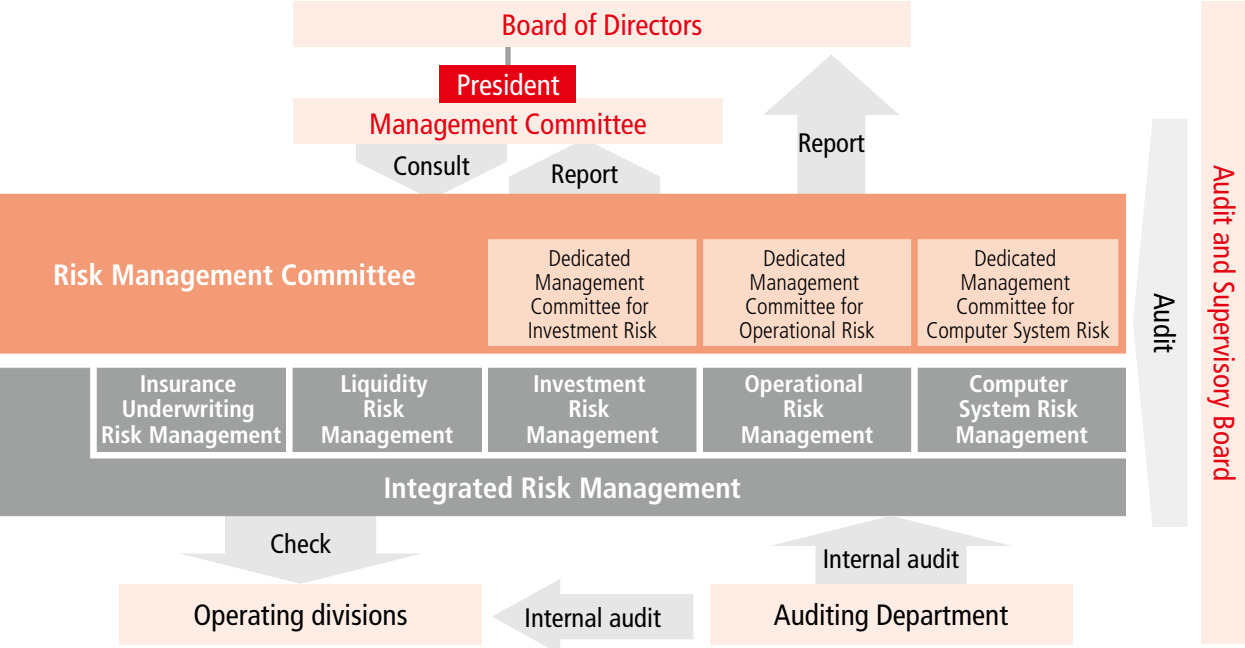 Board of Directors
President
Management Committee
Consult
Report
Report
Risk Management Committee
Dedicated
Management
Committee for
Investment Risk
Dedicated
Management
Committee for
Operational Risk
Dedicated
Management
Committee for
Computer System Risk
Insurance
Underwriting
Risk Management
Liquidity
Risk
Management
Investment
Risk
Management
Operational
Risk
Management
Computer
System Risk
Management
Integrated Risk Management
Check
Internal audit
Operating divisions
Internal audit
Auditing Department
Audit
Audit and Supervisory Board